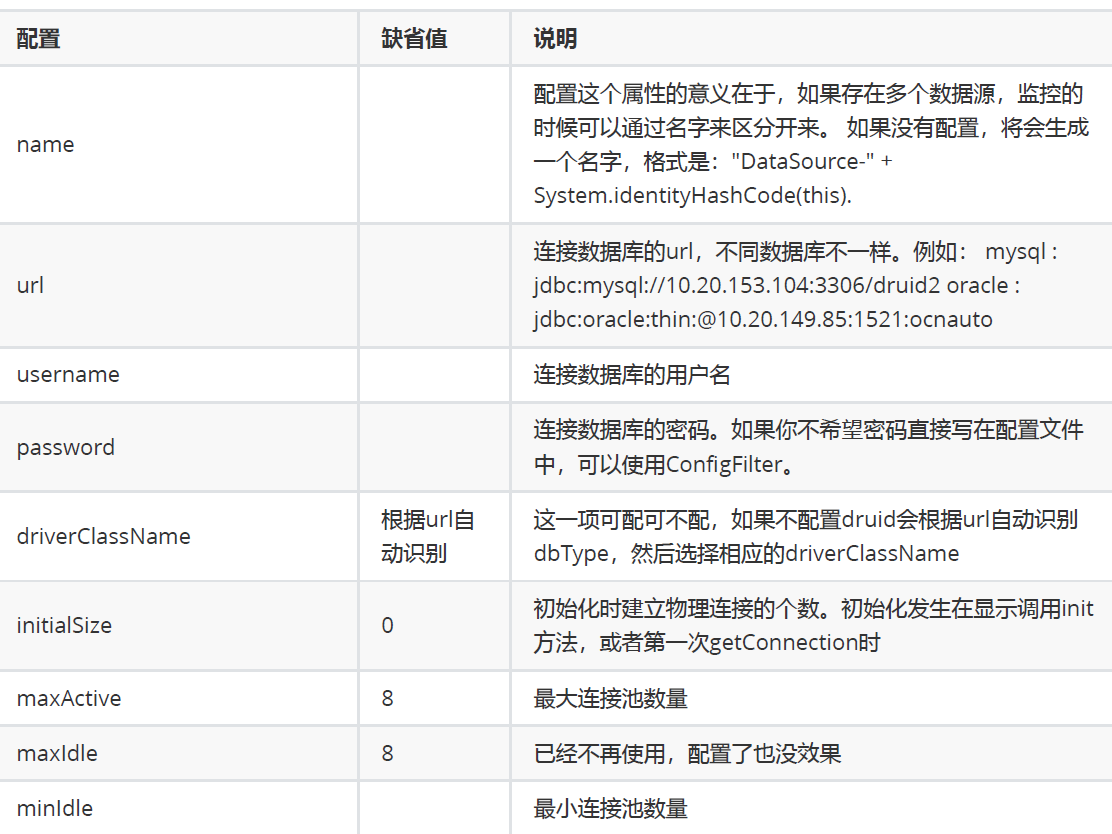 配置 缺省值 说明
配置这个属性的意义在于，如果存在多个数据源，监控的
时候可以通过名字来区分开来。 如果没有配置，将会生成
name
一个名字，格式是："DataSource-" +
System.identityHashCode(this).
连接数据库的url，不同数据库不一样。例如： mysql :
url
jdbc:mysql://10.20.153.104:3306/druid2 oracle :
jdbc:oracle:thin:@10.20.149.85:1521:ocnauto
username 连接数据库的用户名
password
连接数据库的密码。如果你不希望密码直接写在配置文件
中，可以使用ConfigFilter。
driverClassName
根据url自
动识别
这一项可配可不配，如果不配置druid会根据url自动识别
dbType，然后选择相应的driverClassName
initialSize 0
初始化时建立物理连接的个数。初始化发生在显示调用init
方法，或者第一次getConnection时
maxActive 8 最大连接池数量
maxIdle 8 已经不再使用，配置了也没效果
minIdle 最小连接池数量